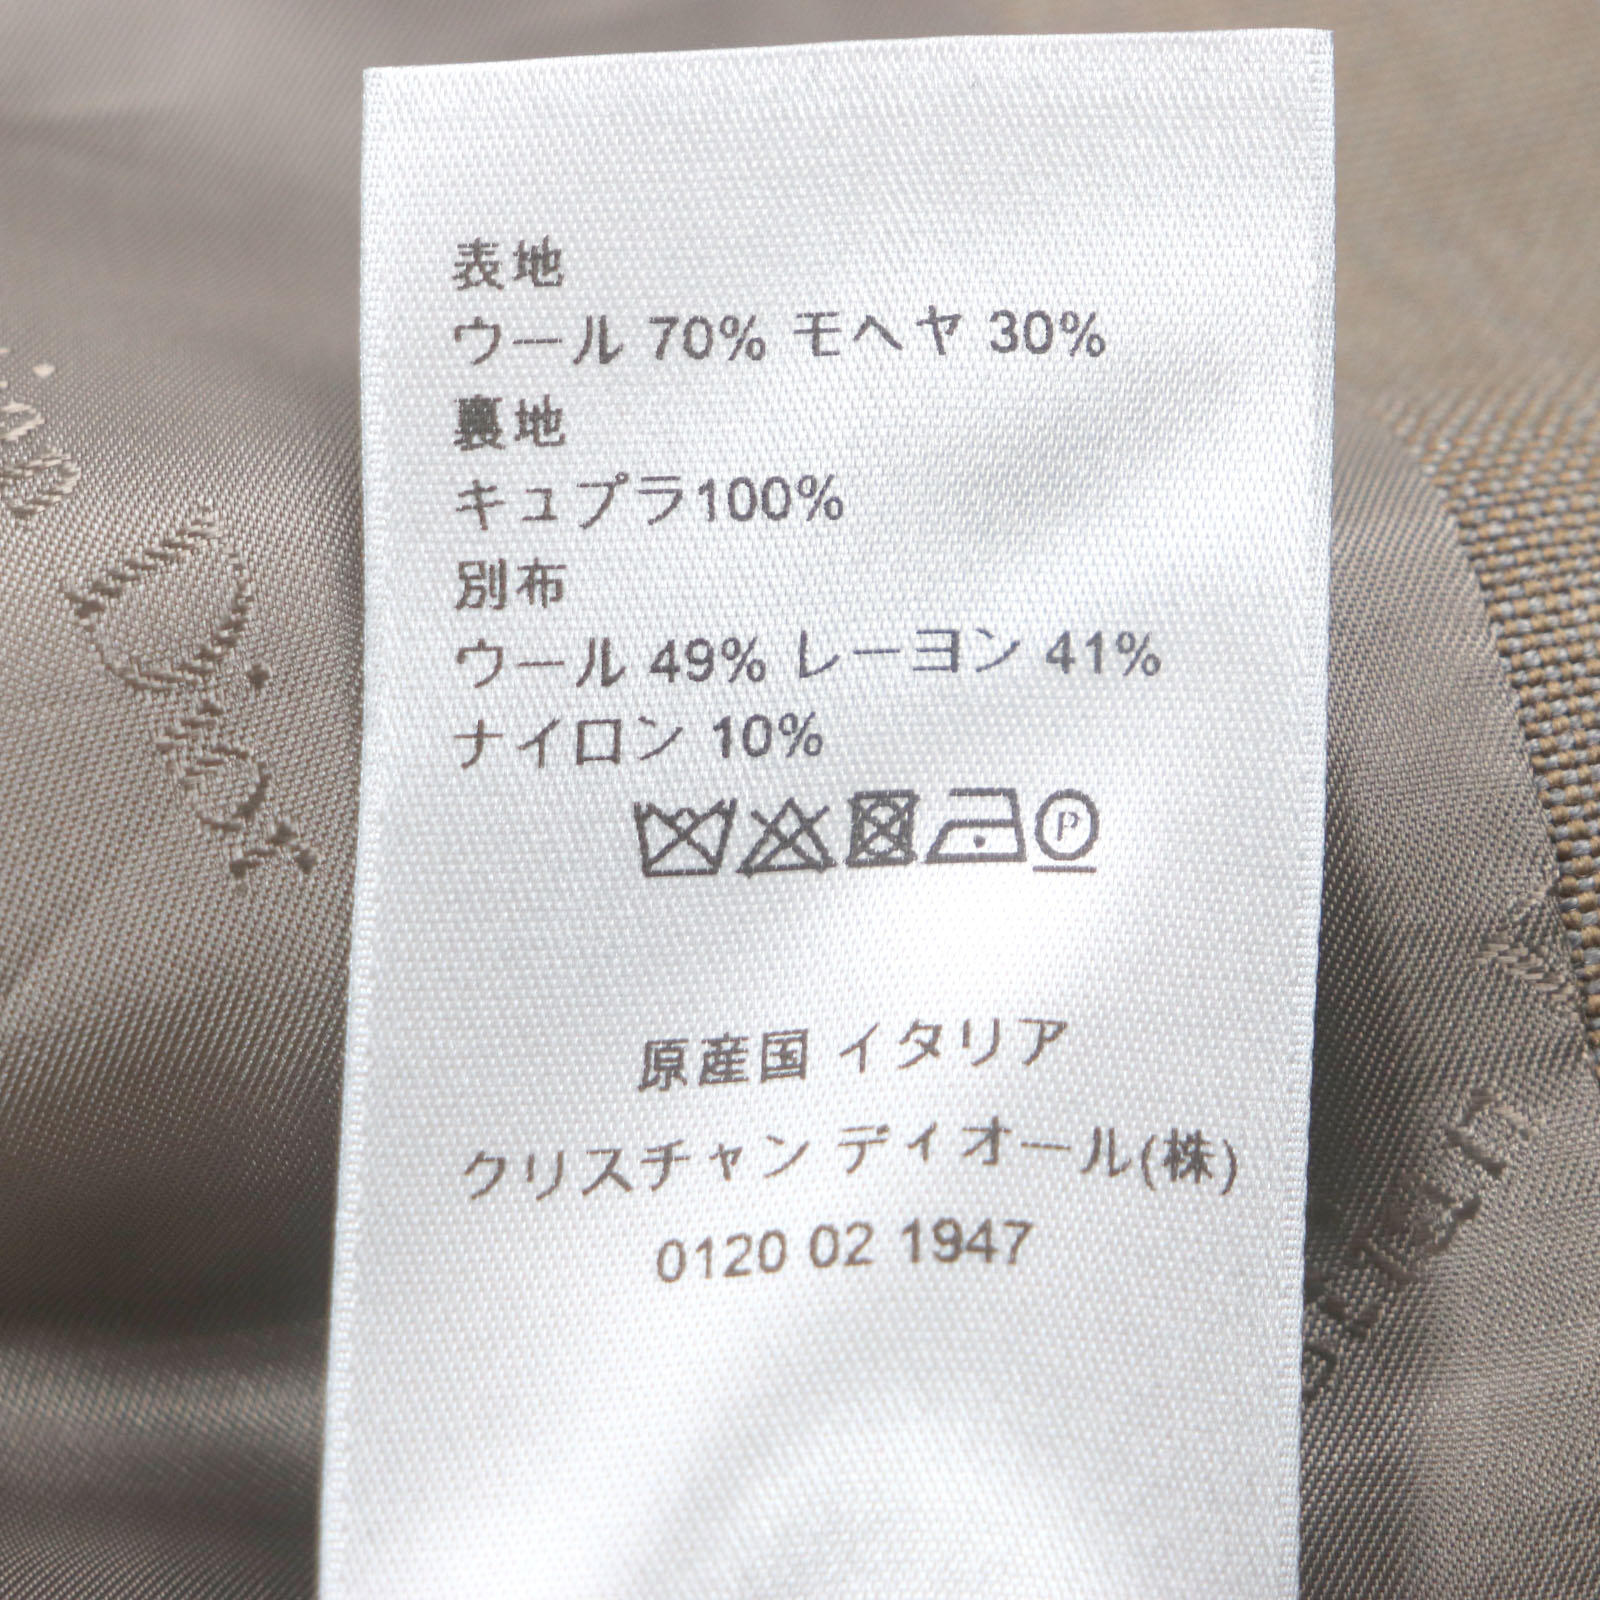 表地
ウール 70% モヘヤ 30%
裏地
キュプラ100%
別布
ウール 49% レーヨン 41%
ナイロン 10%
P
原産国 イタリア
クリスチャン ディオール(株)
0120 02 1947
Dior